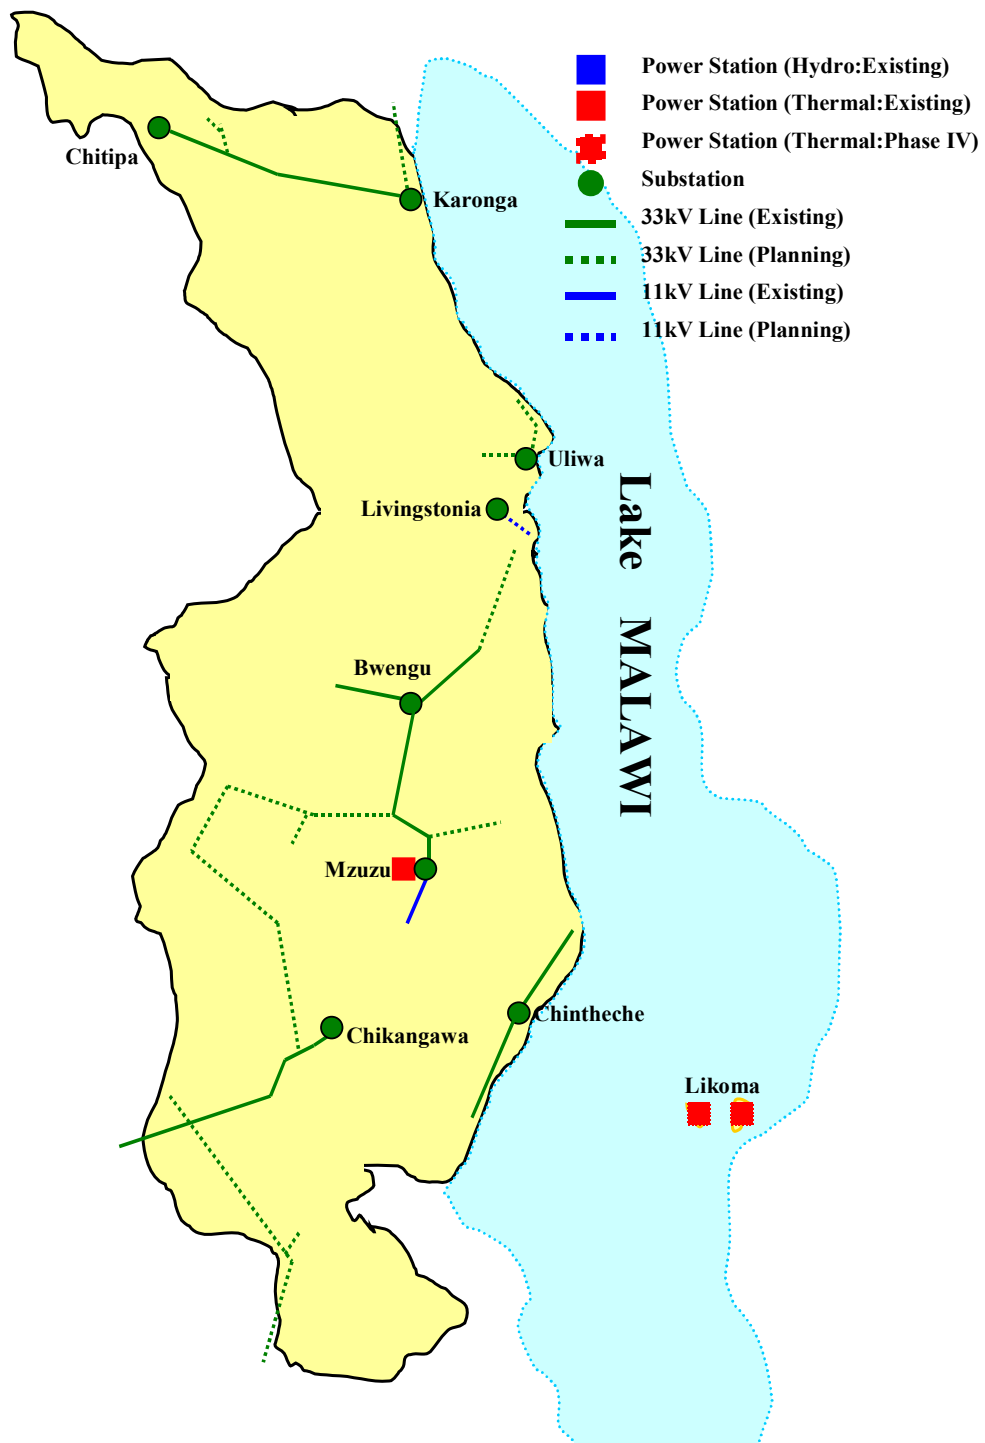 Power Station (Hydro:Existing)
Power Station (Thermal:Existing)
Power Station (Thermal:Phase IV)
Substation
33kV Line (Existing)
33kV Line (Planning)
11kV Line (Existing)
11kV Line (Planning)
Chitipa
Karonga
Uliwa
Livingstonia
Lake MALAWI
Bwengu
Mzuzu
Chintheche
Chikangawa
Likoma